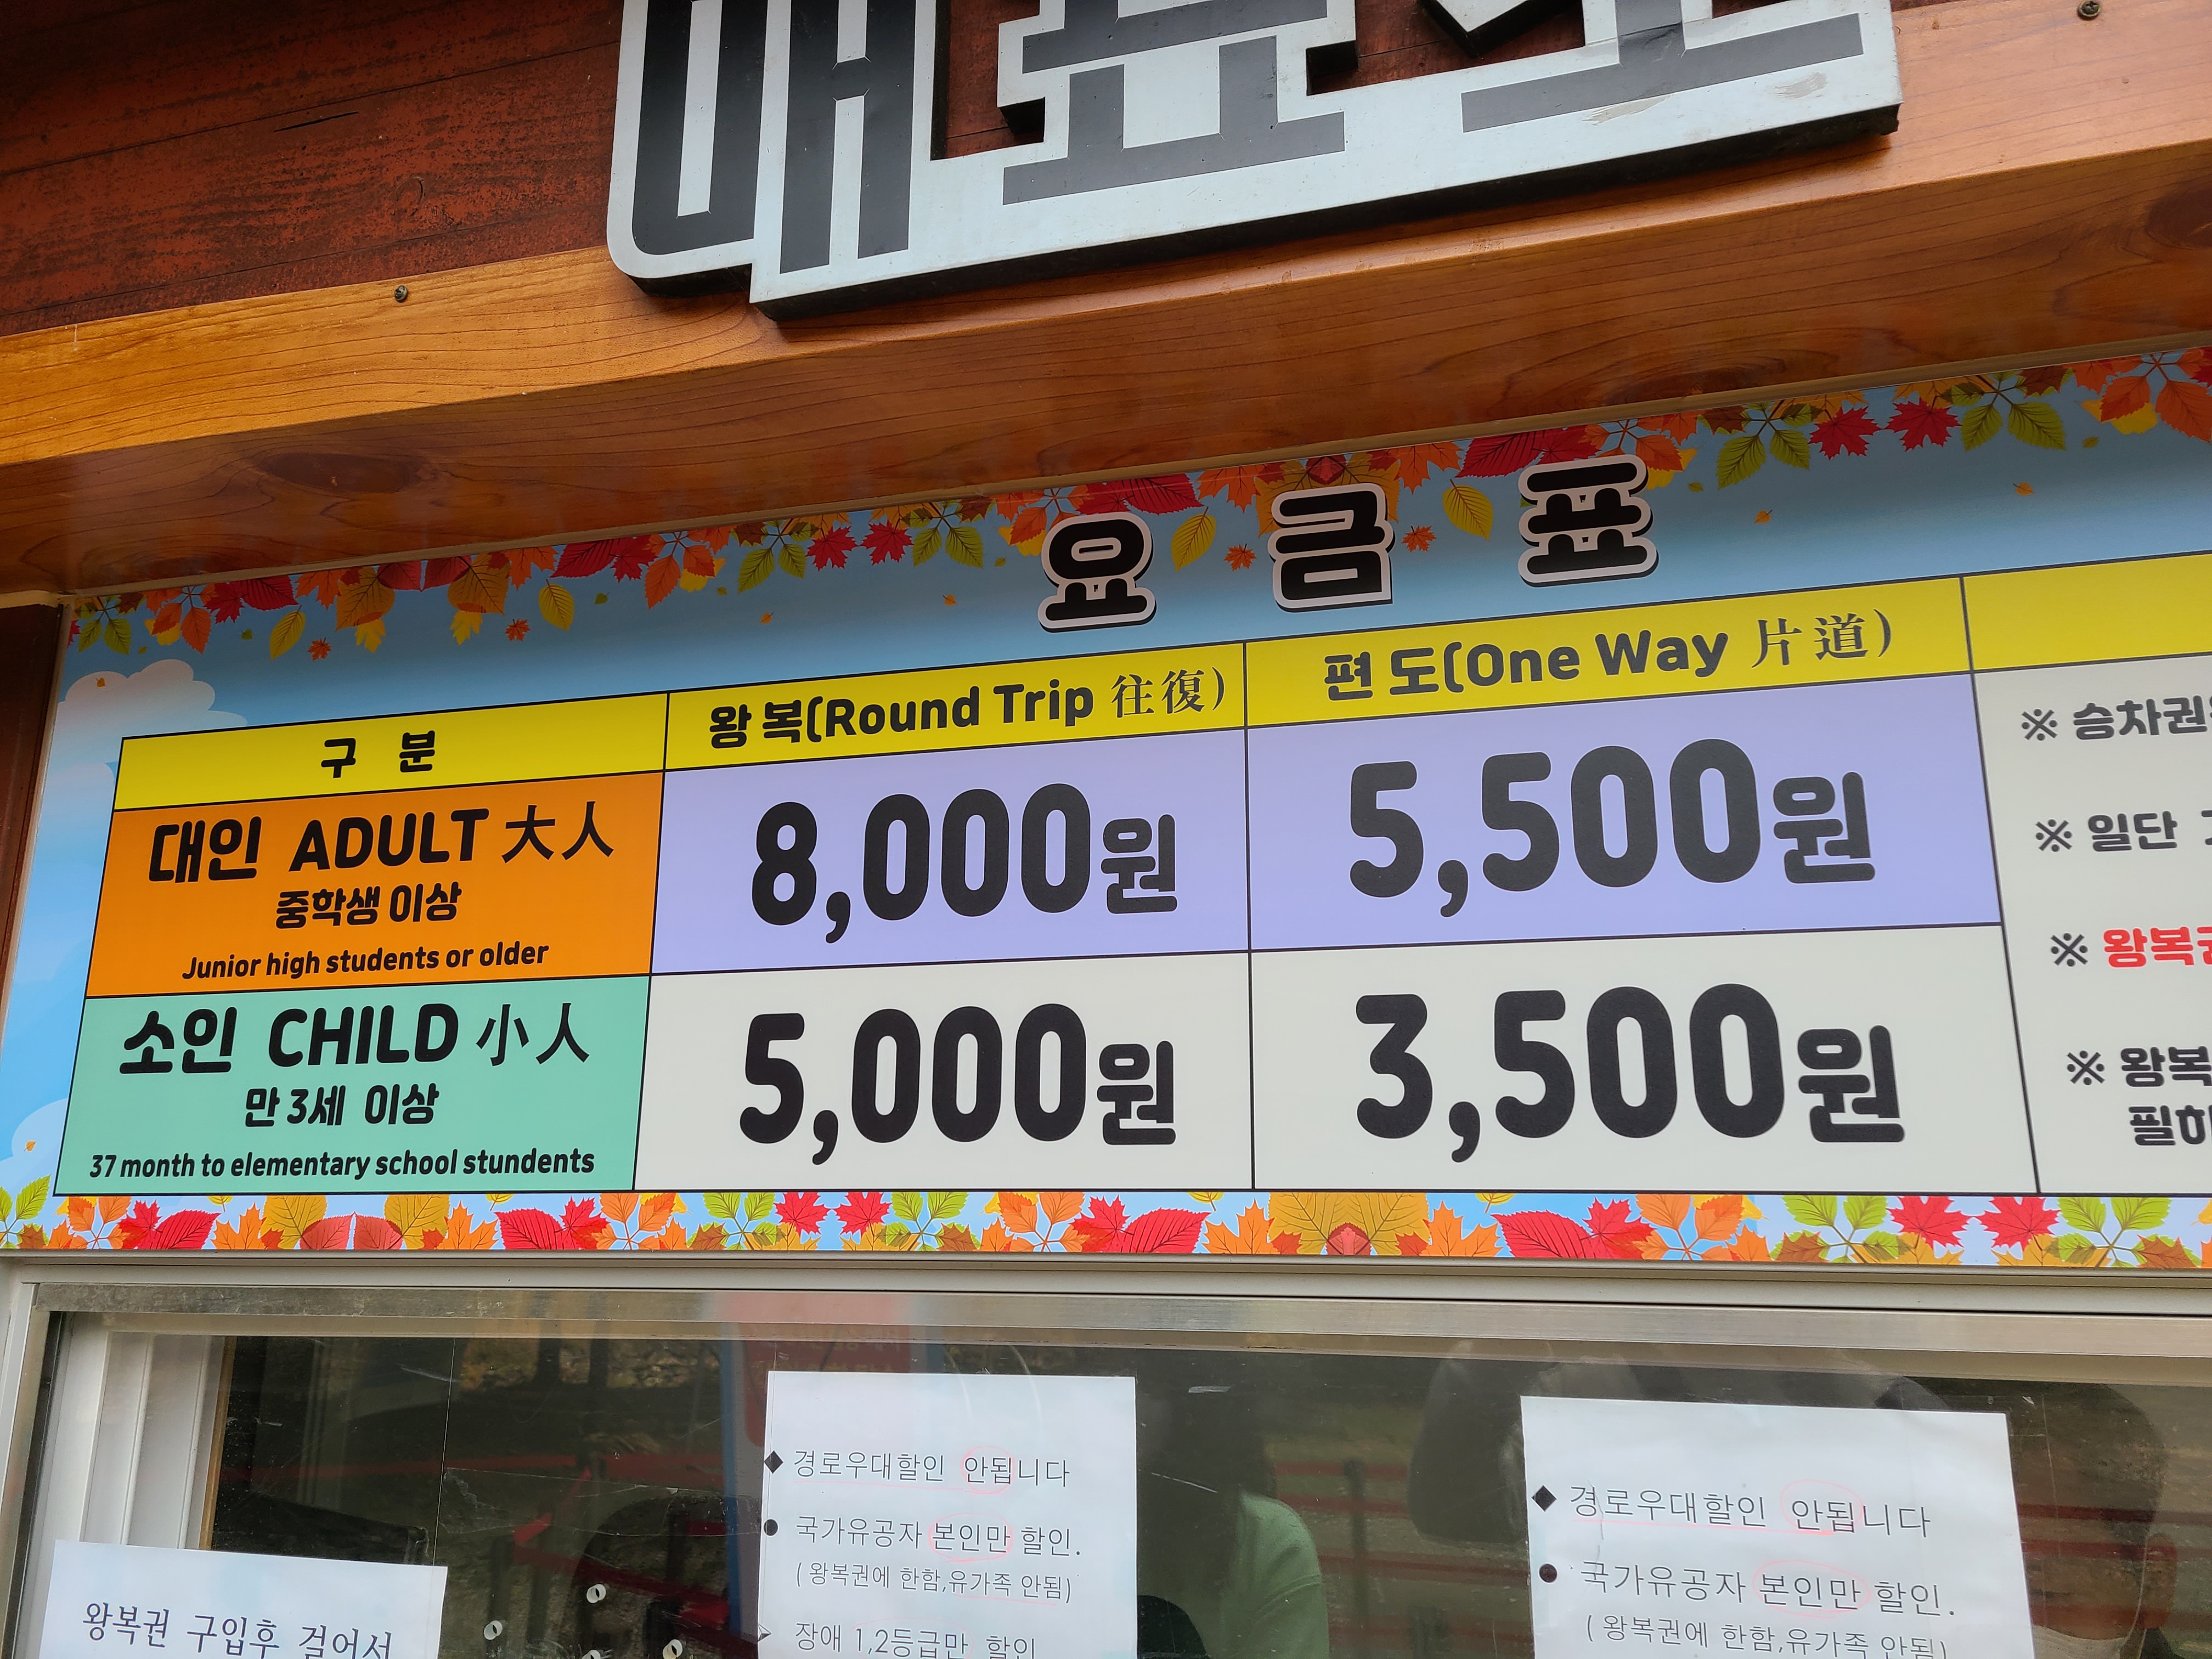 매표소
요금표
구 분
왕 복(Round Trip 往復)
편 도(One Way 片道)
대인 ADULT 大人
중학생 이상
Junior high students or older
8,000원
5,500원
소인 CHILD 小人
만 3세 이상
37 month to elementary school stundents
5,000원
3,500원
※ 승차권
※ 일단
※ 왕복
※ 왕복
왕복권 구입후 걸어서
◆ 경로우대할인 안됩니다
● 국가유공자 본인만 할인.
( 왕복권에 한함,유가족 안됨)
➢ 장애 1,2등급만 할인
◆ 경로우대할인 안됩니다
● 국가유공자 본인만 할인.
( 왕복권에 한함,유가족 안됨)